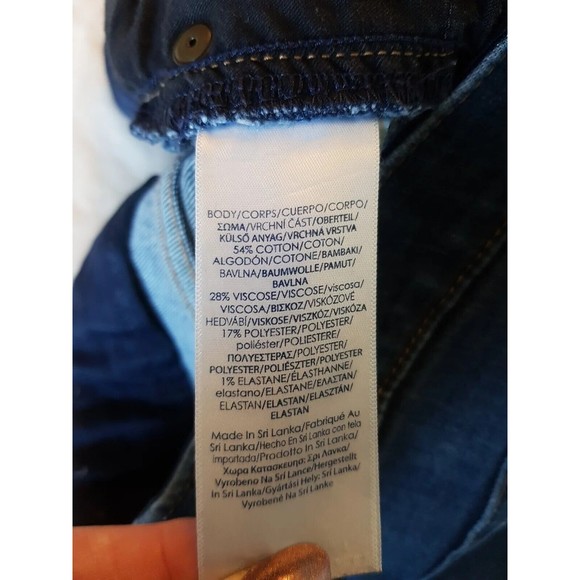 BODY/CORPS/CUERPO/CORPO/
ΣΩΜΑ/VRCHNÍ ČÁST/OBERTEIL/
KÜLSŐ ANYAG/VRCHNÁ VRSTVA
54% COTTON/COTON/
ALGODÓN/COTONE/BAMBAKI/
BAVLNA/BAUMWOLLE/PAMUT/
BAVLNA
28% VISCOSE/VISCOSE/viscosa/
VISCOSA/ΒΙΣΚΟΖ/VISKÓZOVÉ
HEDVÁBÍ/VISKOSE/VISZKÓZ/VISKÓZA
17% POLYESTER/POLYESTER/
poliéster/POLIESTERE/
ΠΟΛΥΕΣΤΕΡΑΣ/POLYESTER/
POLYESTER/POLIÉSZTER/POLYESTER
1% ELASTANE/ÉLASTHANNE/
elastano/ELASTANE/ΕΛΑΣΤΑΝ/
ELASTAN/ELASTAN/ELASZTÁN/
ELASTAN
Made In Sri Lanka/Fabriqué Au
Sri Lanka/Hecho En Sri Lanka con tela
importada/Prodotto In Sri Lanka/
Χωρα Κατασκευησ: Σρι Λανκα/
Vyrobeno Na Srí Lance/Hergestellt
In Sri Lanka/Gyártási Hely: Srí Lanka/
Vyrobené Na Srí Lanke